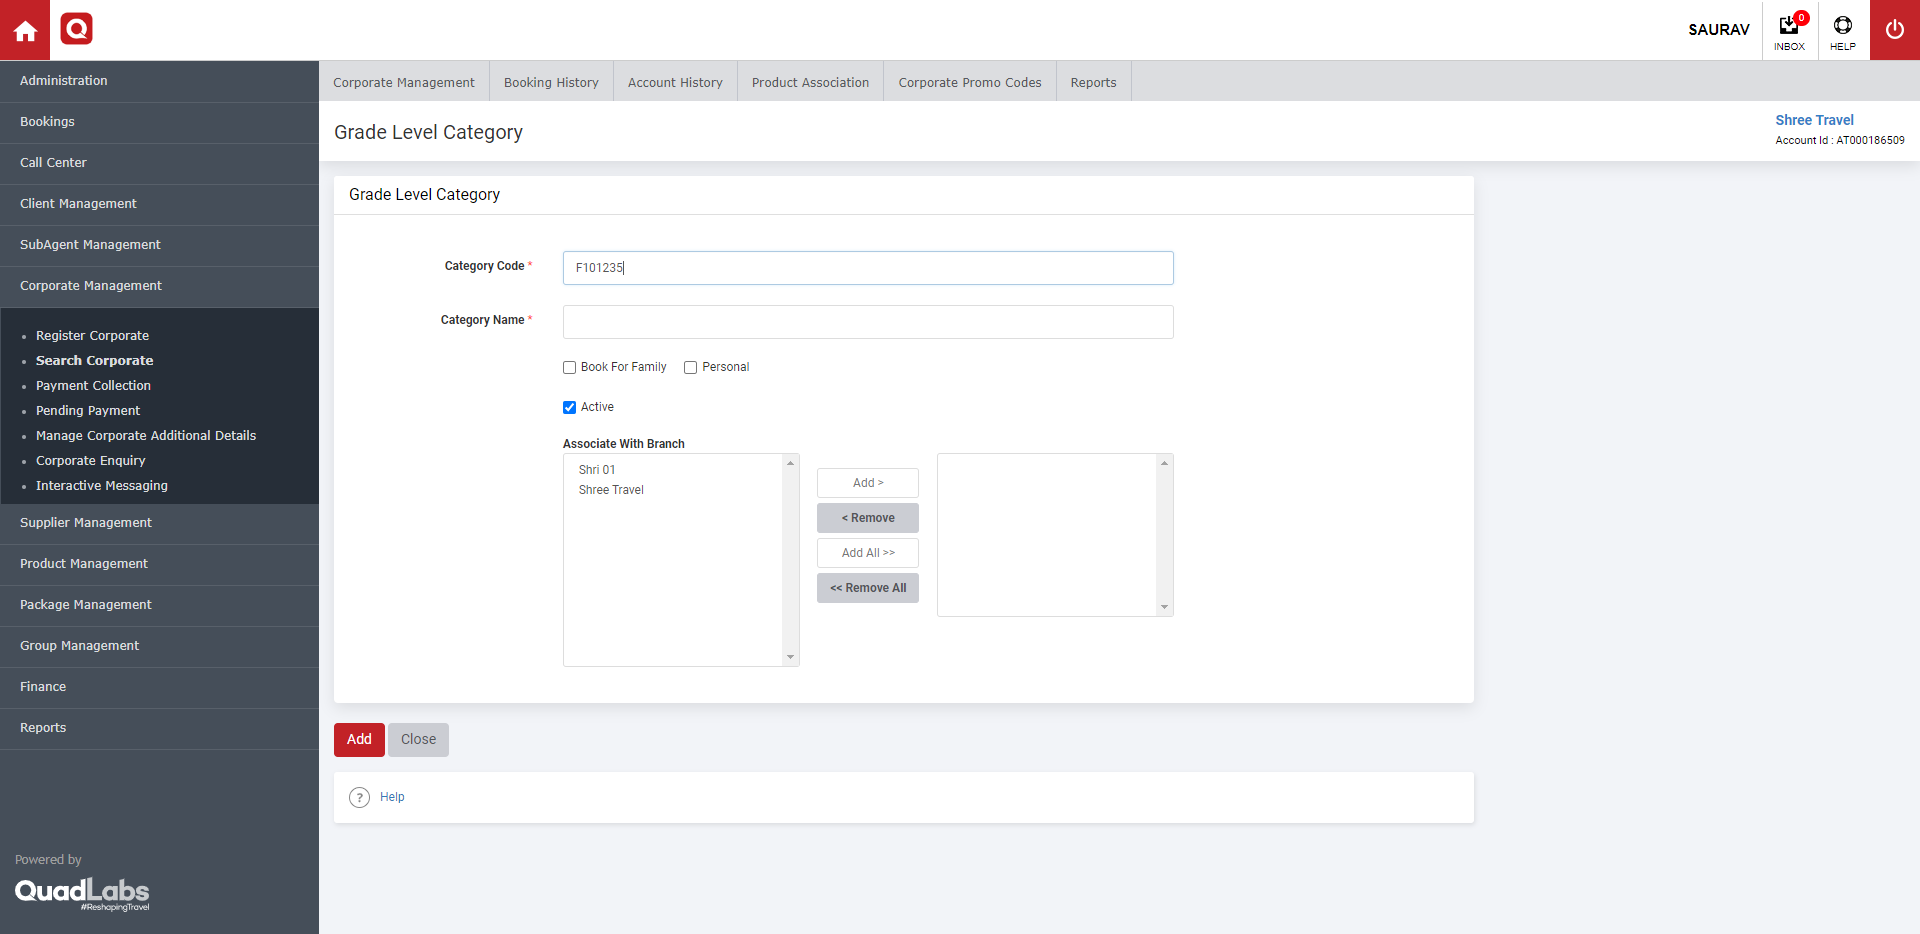 SAURAV
0
INBOX
HELP
Administration
Bookings
Call Center
Client Management
SubAgent Management
Corporate Management
Register Corporate
Search Corporate
Payment Collection
Pending Payment
Manage Corporate Additional Details
Corporate Enquiry
Interactive Messaging
Supplier Management
Product Management
Package Management
Group Management
Finance
Reports
Powered by
QuadLabs
#ReshapingTravel
Corporate Management
Booking History
Account History
Product Association
Corporate Promo Codes
Reports
Grade Level Category
Shree Travel
Account Id : AT000186509
Grade Level Category
Category Code *
F101235
Category Name *
Book For Family
Personal
Active
Associate With Branch
Shri 01
Shree Travel
Add >
< Remove
Add All >>
<< Remove All
Add
Close
? Help